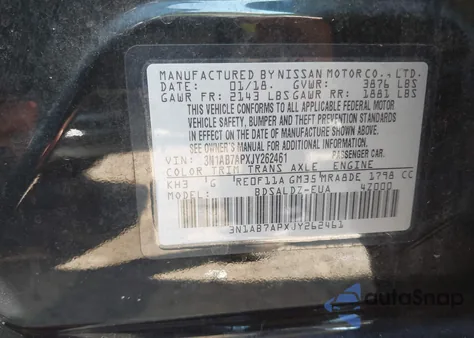 MANUFACTURED BY NISSAN MOTOR CO., LTD.
DATE: 01/18. GVWR: 3876 LBS
GAWR FR: 2143 LBS GAWR RR: 1881 LBS
THIS VEHICLE CONFORMS TO ALL APPLICABLE FEDERAL MOTOR
VEHICLE SAFETY, BUMPER AND THEFT PREVENTION STANDARDS
IN EFFECT ON THE DATE OF MANUFACTURE SHOWN ABOVE.
SEE OWNER'S MANUAL FOR ADDITIONAL INFORMATION.
VIN: 3N1AB7APXJY262461 PASSENGER CAR.
COLOR TRIM TRANS AXLE ENGINE
KH3 G RE0F11A GM35 MRA8DE 1798 CC
MODEL: BDSALDZ-EUA 47000
3N1AB7APXJY262461
autoSnap